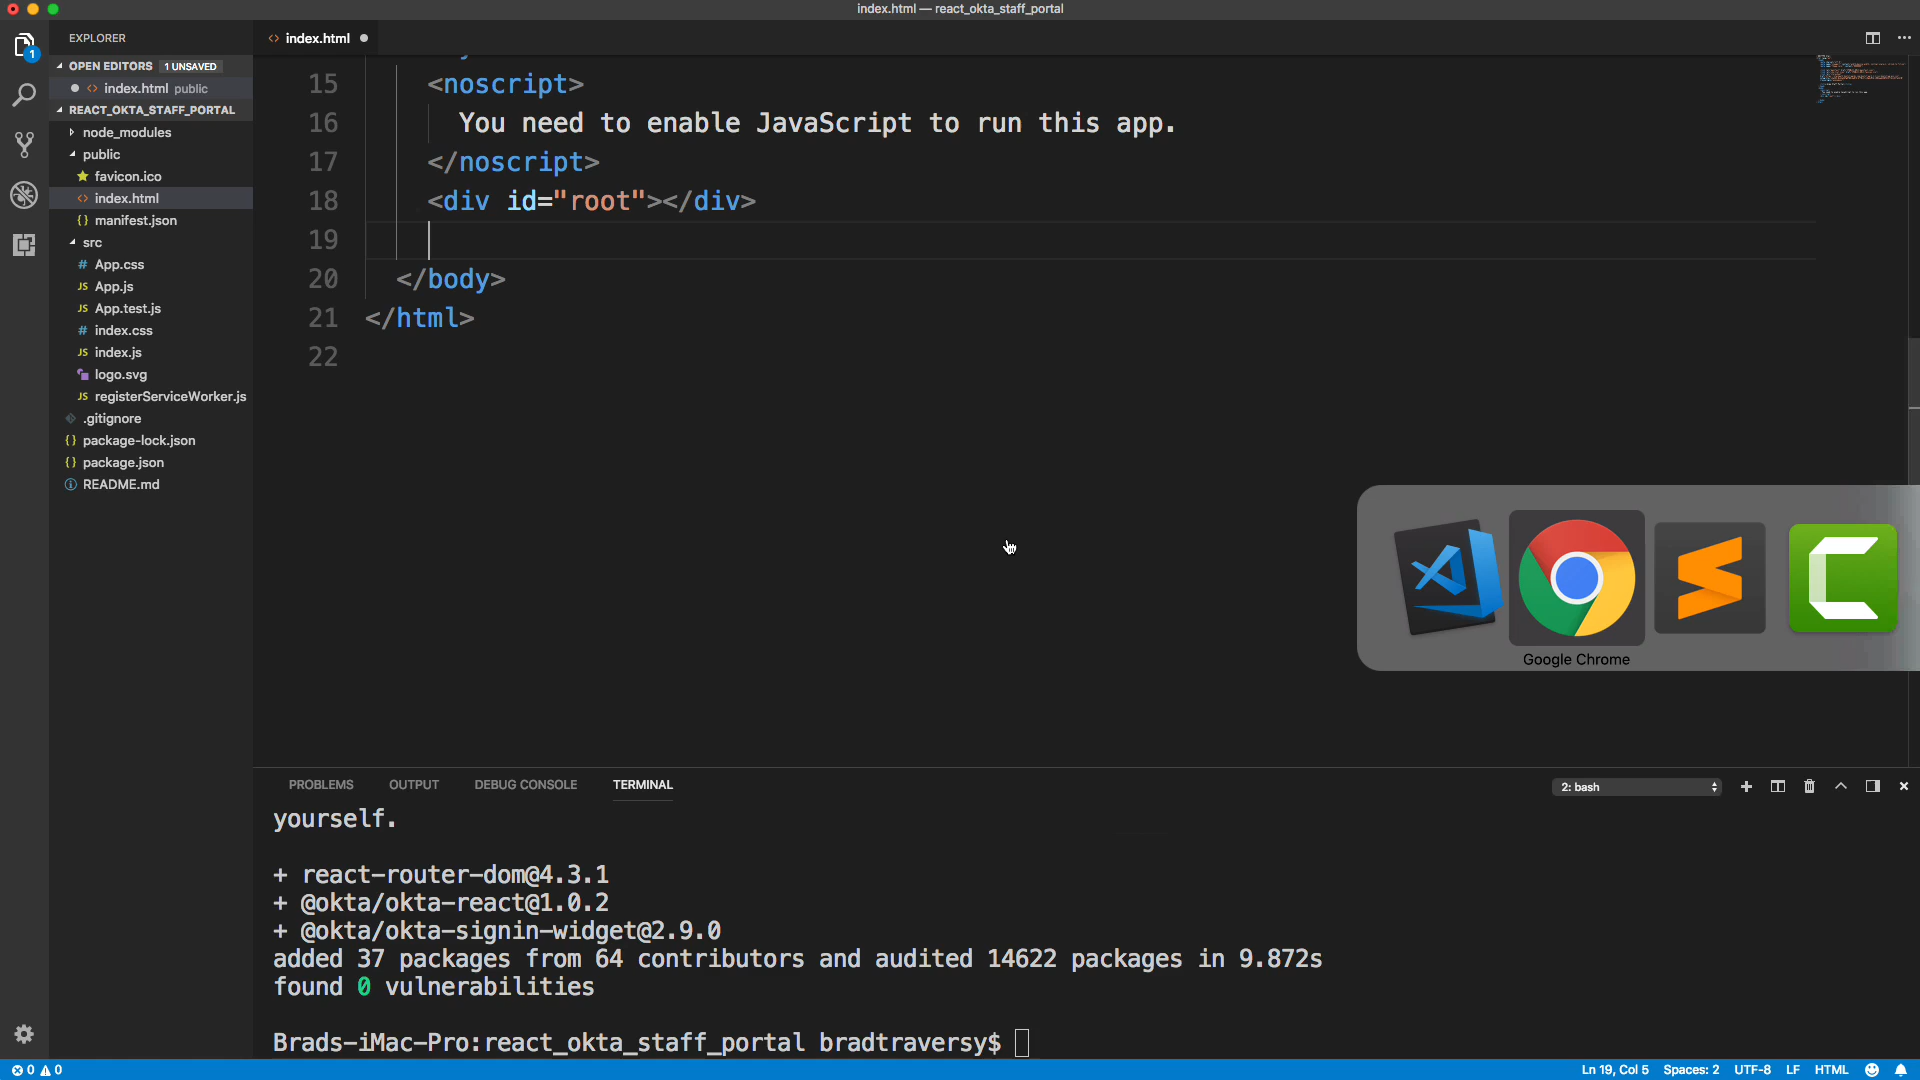 index.html — react_okta_staff_portal
EXPLORER
OPEN EDITORS 1 UNSAVED
index.html public
REACT_OKTA_STAFF_PORTAL
node_modules
public
favicon.ico
index.html
manifest.json
src
App.css
App.js
App.test.js
index.css
index.js
logo.svg
registerServiceWorker.js
.gitignore
package-lock.json
package.json
README.md
index.html
15 <noscript>
16 You need to enable JavaScript to run this app.
17 </noscript>
18 <div id="root"></div>
19
20 </body>
21 </html>
22
Google Chrome
PROBLEMS OUTPUT DEBUG CONSOLE TERMINAL
2: bash
yourself.
+ react-router-dom@4.3.1
+ @okta/okta-react@1.0.2
+ @okta/okta-signin-widget@2.9.0
added 37 packages from 64 contributors and audited 14622 packages in 9.872s
found 0 vulnerabilities
Brads-iMac-Pro:react_okta_staff_portal bradtraversy$
0 0
Ln 19, Col 5 Spaces: 2 UTF-8 LF HTML